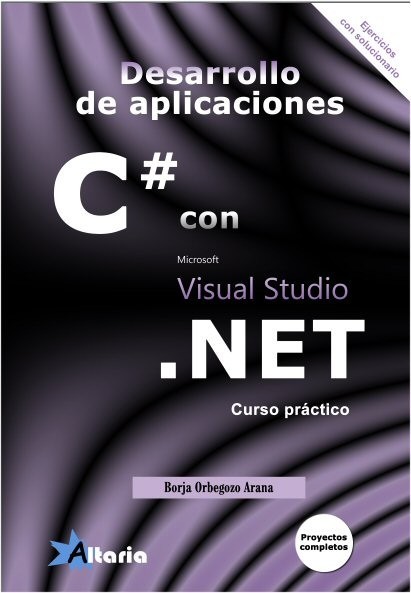 Ejercicios
con solucionario
Desarrollo
de aplicaciones
C#
con
Microsoft
Visual Studio
.NET
Curso práctico
Borja Orbegozo Arana
Altaria
Proyectos
completos